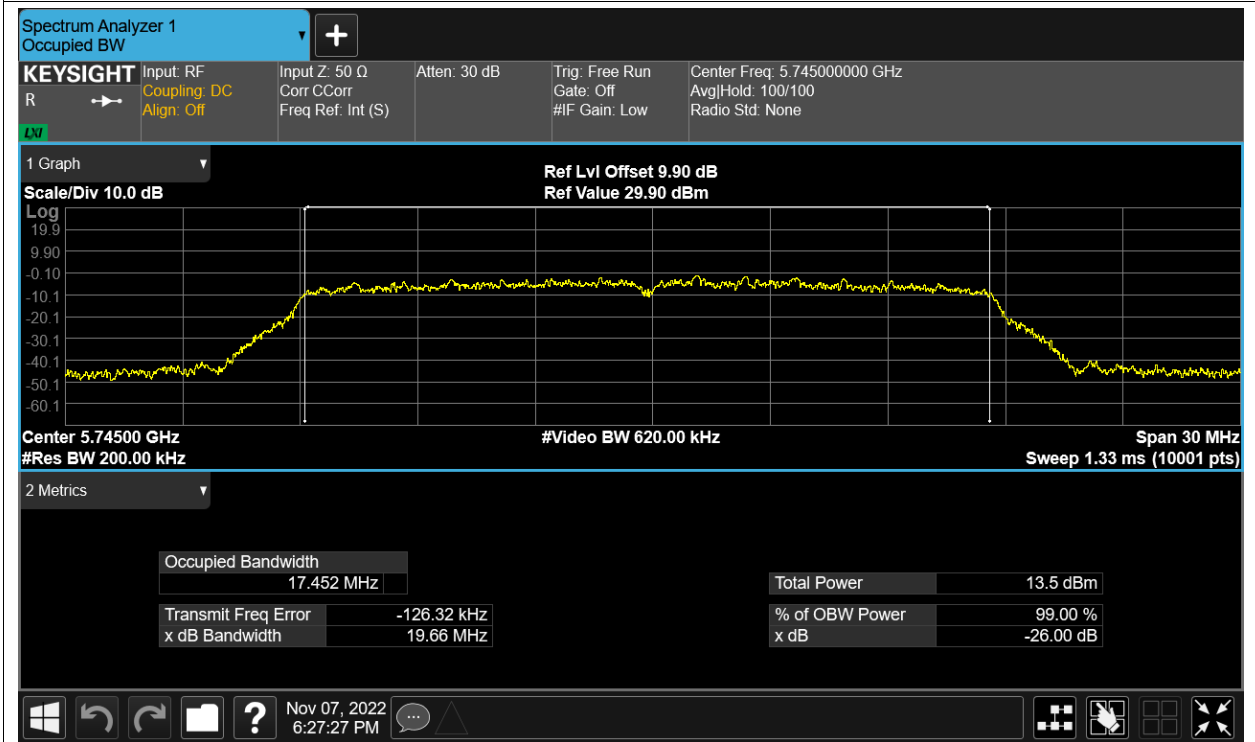 Spectrum Analyzer 1
Occupied BW
KEYSIGHT
R
LXI
Input: RF
Coupling: DC
Align: Off
Input Z: 50 Ω
Corr CCorr
Freq Ref: Int (S)
Atten: 30 dB
Trig: Free Run
Gate: Off
#IF Gain: Low
Center Freq: 5.745000000 GHz
Avg|Hold: 100/100
Radio Std: None
1 Graph
Scale/Div 10.0 dB
Ref Lvl Offset 9.90 dB
Ref Value 29.90 dBm
Log
19.9
9.90
-0.10
-10.1
-20.1
-30.1
-40.1
-50.1
-60.1
Center 5.74500 GHz
#Video BW 620.00 kHz
Span 30 MHz
#Res BW 200.00 kHz
Sweep 1.33 ms (10001 pts)
2 Metrics
Occupied Bandwidth
17.452 MHz
Total Power 13.5 dBm
Transmit Freq Error -126.32 kHz
% of OBW Power 99.00 %
x dB Bandwidth 19.66 MHz
x dB -26.00 dB
?
Nov 07, 2022
6:27:27 PM